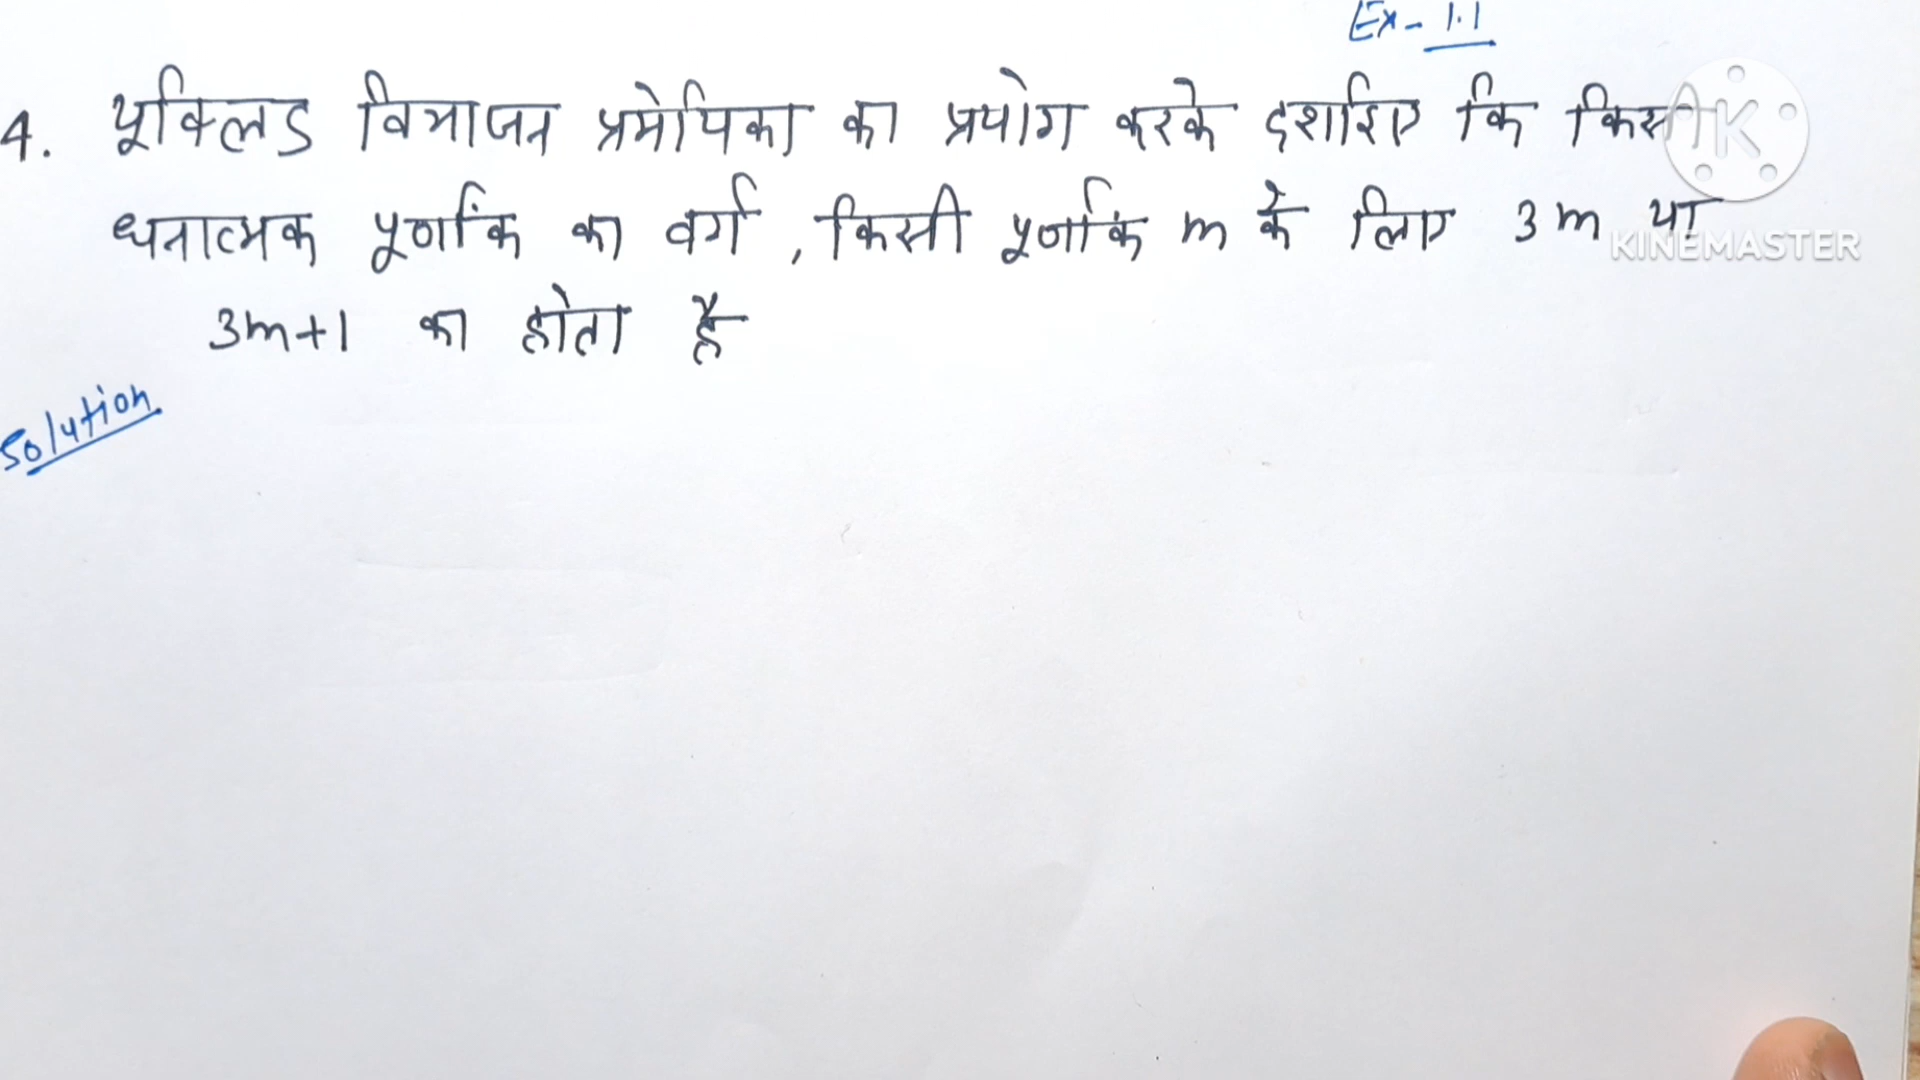 Ex- 1.1
4. यूक्लिड विभाजन प्रमेयिका का प्रयोग करके दर्शाइए कि किसी
धनात्मक पूर्णांक का वर्ग , किसी पूर्णांक m के लिए 3m या
3m+1 का होता है
Solution
K
KINEMASTER